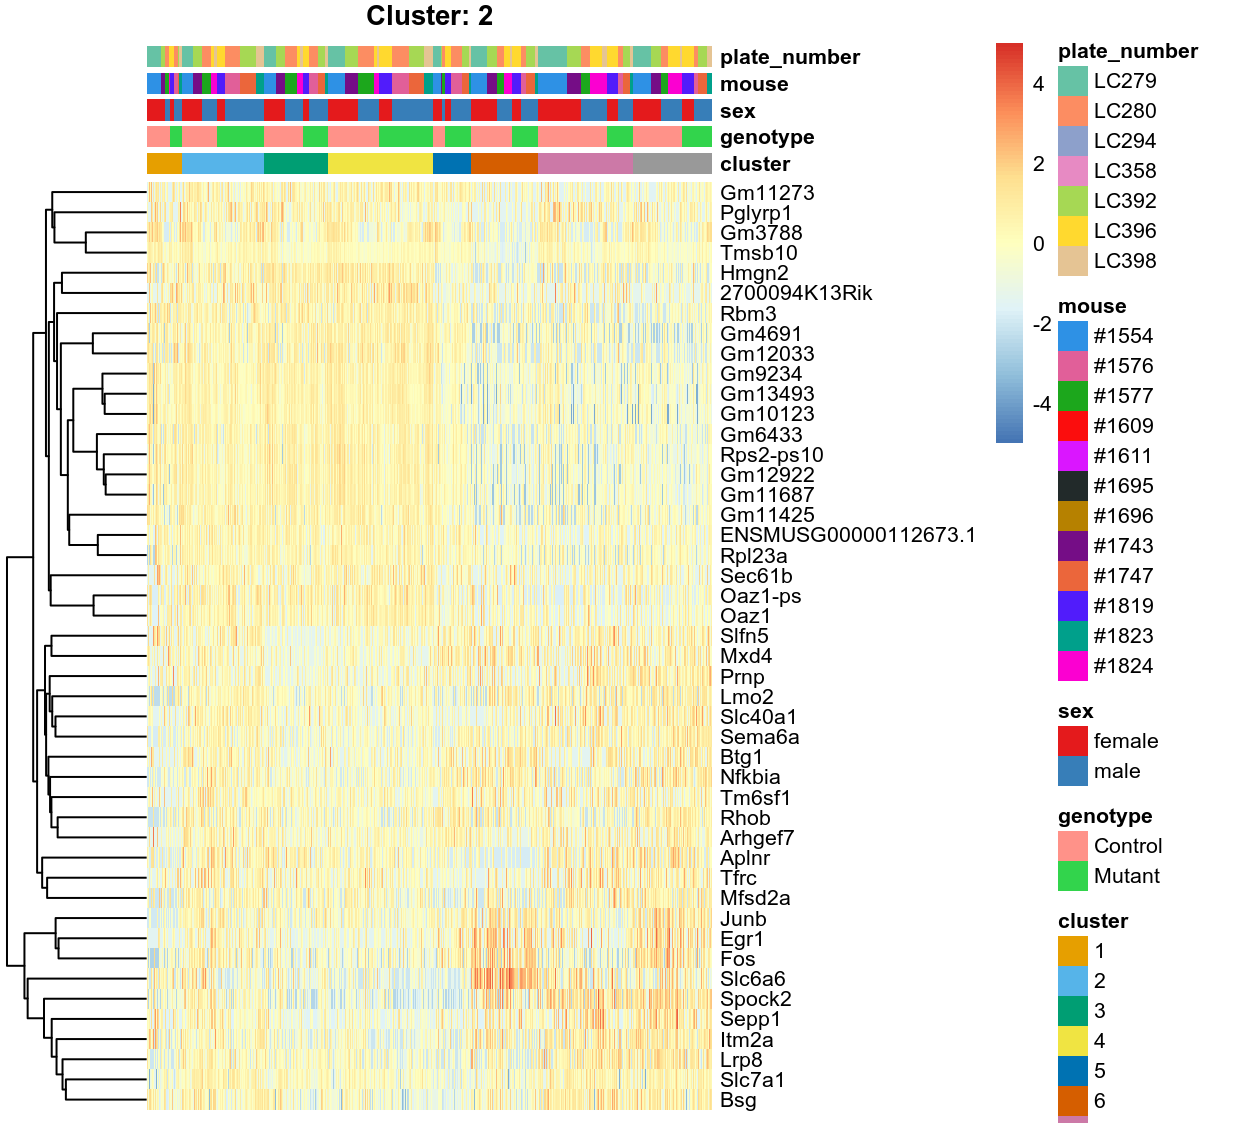 Cluster: 2
plate_number
mouse
sex
genotype
cluster
Gm11273
Pglyrp1
Gm3788
Tmsb10
Hmgn2
2700094K13Rik
Rbm3
Gm4691
Gm12033
Gm9234
Gm13493
Gm10123
Gm6433
Rps2-ps10
Gm12922
Gm11687
Gm11425
ENSMUSG00000112673.1
Rpl23a
Sec61b
Oaz1-ps
Oaz1
Slfn5
Mxd4
Prnp
Lmo2
Slc40a1
Sema6a
Btg1
Nfkbia
Tm6sf1
Rhob
Arhgef7
Aplnr
Tfrc
Mfsd2a
Junb
Egr1
Fos
Slc6a6
Spock2
Sepp1
Itm2a
Lrp8
Slc7a1
Bsg
4
2
0
-2
-4
plate_number
LC279
LC280
LC294
LC358
LC392
LC396
LC398
mouse
#1554
#1576
#1577
#1609
#1611
#1695
#1696
#1743
#1747
#1819
#1823
#1824
sex
female
male
genotype
Control
Mutant
cluster
1
2
3
4
5
6